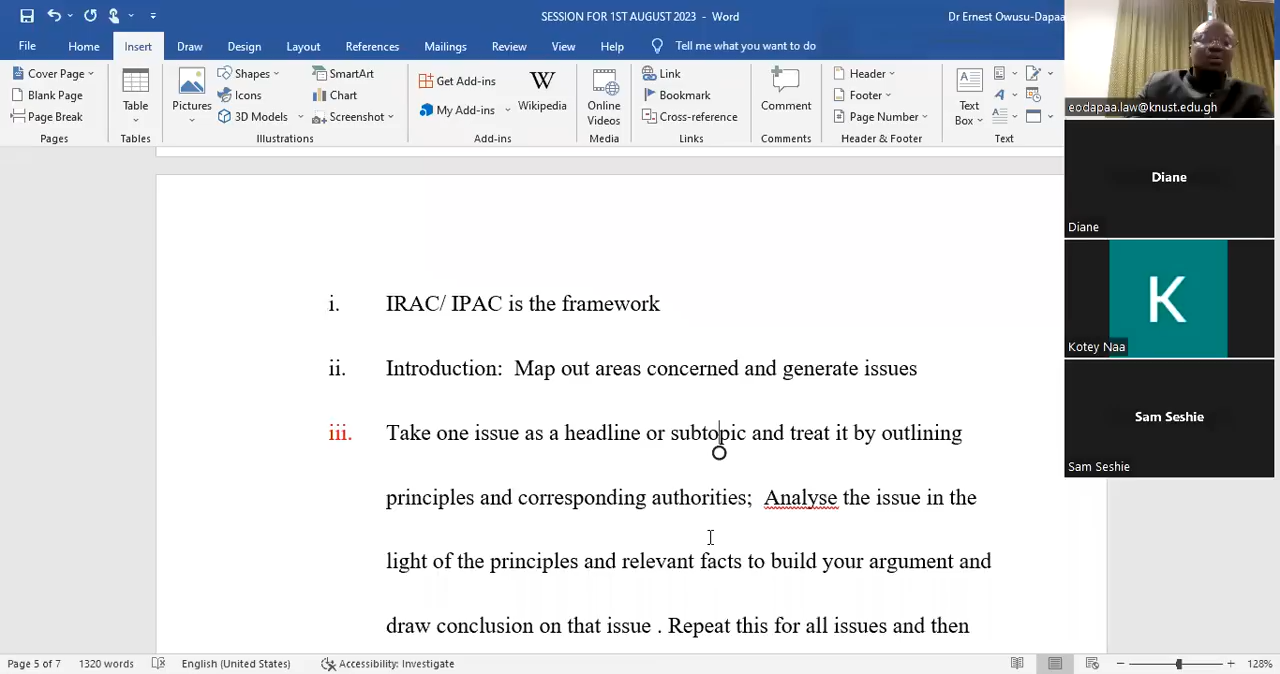 SESSION FOR 1ST AUGUST 2023 - Word
Dr Ernest Owusu-Dapaa
File Home Insert Draw Design Layout References Mailings Review View Help Tell me what you want to do
Cover Page
Blank Page
Page Break
Pages
Table
Tables
Pictures
Shapes
Icons
3D Models
SmartArt
Chart
Screenshot
Illustrations
Get Add-ins
My Add-ins
Wikipedia
Add-ins
Online
Videos
Media
Link
Bookmark
Cross-reference
Links
Comment
Comments
Header
Footer
Page Number
Header & Footer
Text
Box
Text
i. IRAC/ IPAC is the framework
ii. Introduction: Map out areas concerned and generate issues
iii. Take one issue as a headline or subtopic and treat it by outlining
principles and corresponding authorities; Analyse the issue in the
light of the principles and relevant facts to build your argument and
draw conclusion on that issue . Repeat this for all issues and then
eodapaa.law@knust.edu.gh
Diane
Diane
K
Kotey Naa
Sam Seshie
Sam Seshie
Page 5 of 7 1320 words English (United States) Accessibility: Investigate 128%